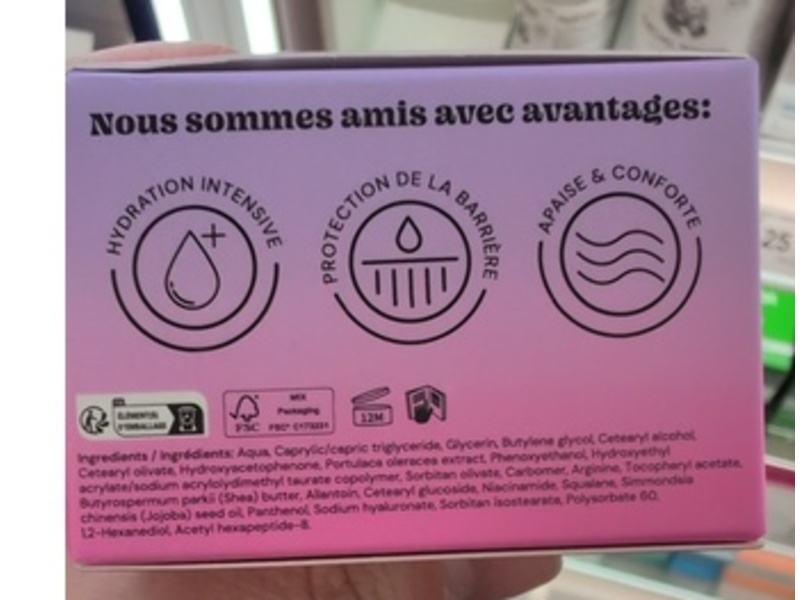 Nous sommes amis avec avantages:
HYDRATION INTENSIVE
PROTECTION DE LA BARRIÈRE
APAISE & CONFORTE
25
ÉLÉMENT(S)
D'EMBALLAGE
FSC
MIX
Packaging
FSC® C173231
12M
Ingredients / Ingrédients: Aqua, Caprylic/capric triglyceride, Glycerin, Butylene glycol, Cetearyl alcohol,
Cetearyl olivate, Hydroxyacetophenone, Portulaca oleracea extract, Phenoxyethanol, Hydroxyethyl
acrylate/sodium acryloyldimethyl taurate copolymer, Sorbitan olivate, Carbomer, Arginine, Tocopheryl acetate,
Butyrospermum parkii (Shea) butter, Allantoin, Cetearyl glucoside, Niacinamide, Squalane, Simmondsia
chinensis (Jojoba) seed oil, Panthenol, Sodium hyaluronate, Sorbitan isostearate, Polysorbate 60,
1,2-Hexanediol, Acetyl hexapeptide-8.